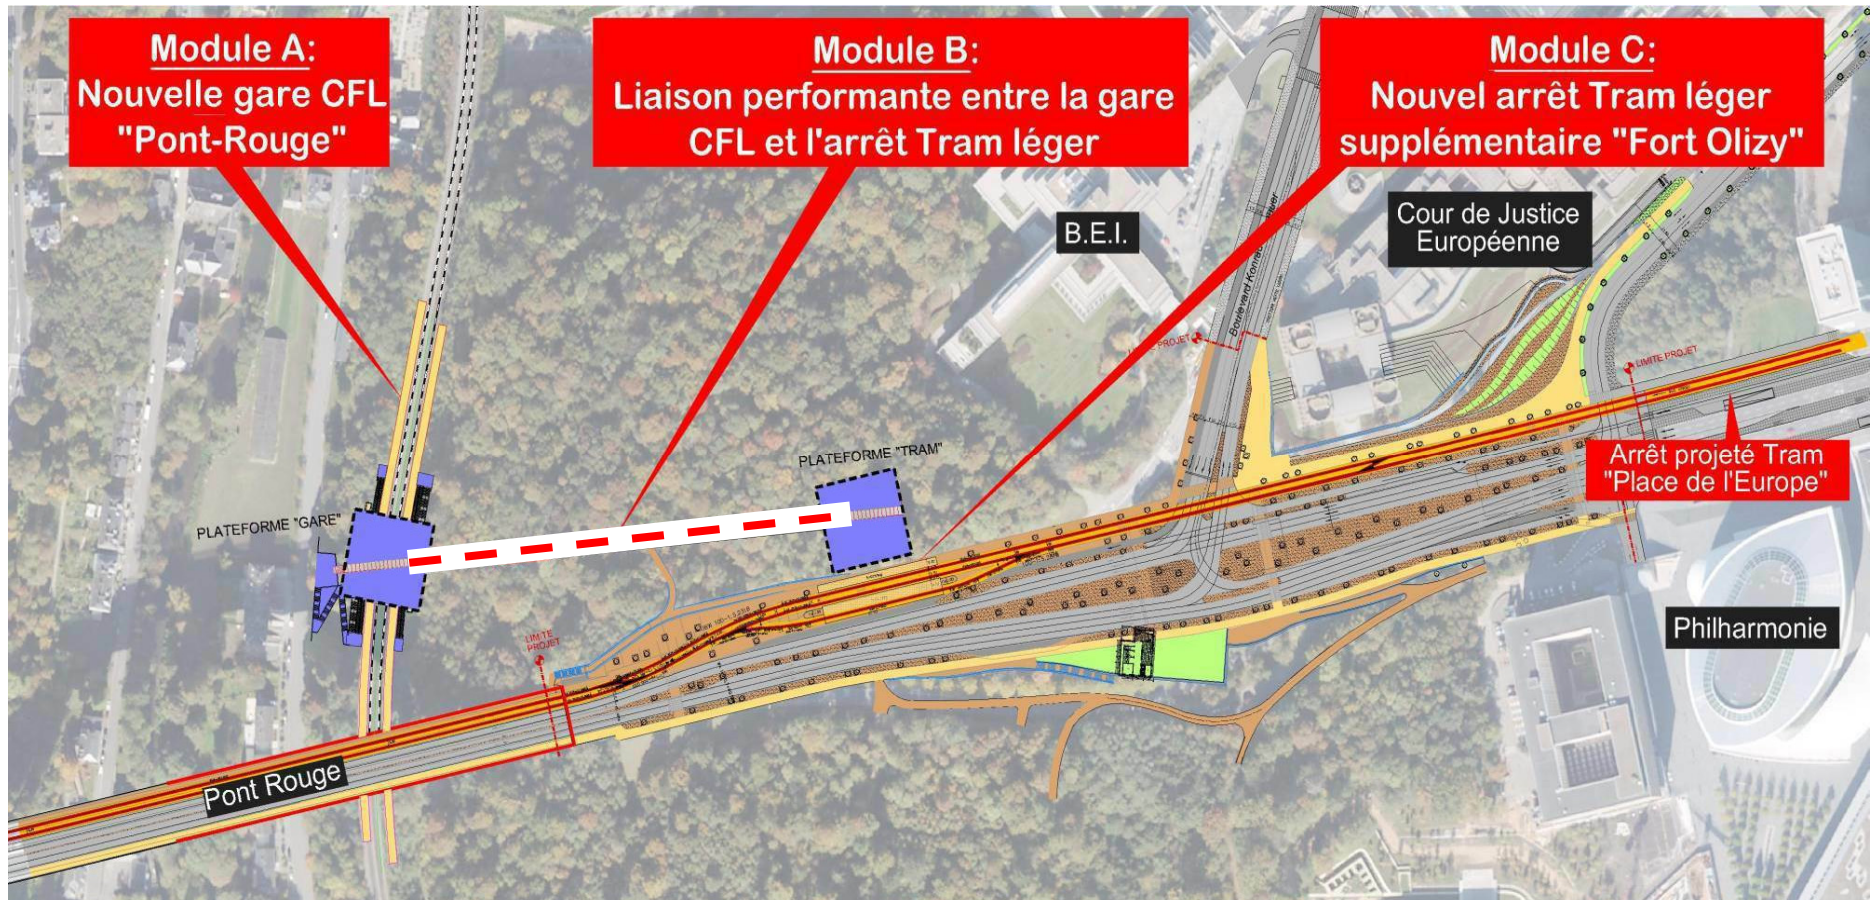 Module A:
Nouvelle gare CFL
"Pont-Rouge"
Module B:
Liaison performante entre la gare
CFL et l'arrêt Tram léger
Module C:
Nouvel arrêt Tram léger
supplémentaire "Fort Olizy"
B.E.I.
Cour de Justice
Européenne
LIMITE PROJET
Arrêt projeté Tram
"Place de l'Europe"
PLATEFORME "TRAM"
PLATEFORME "GARE"
LIMITE
PROJET
Philharmonie
Pont Rouge